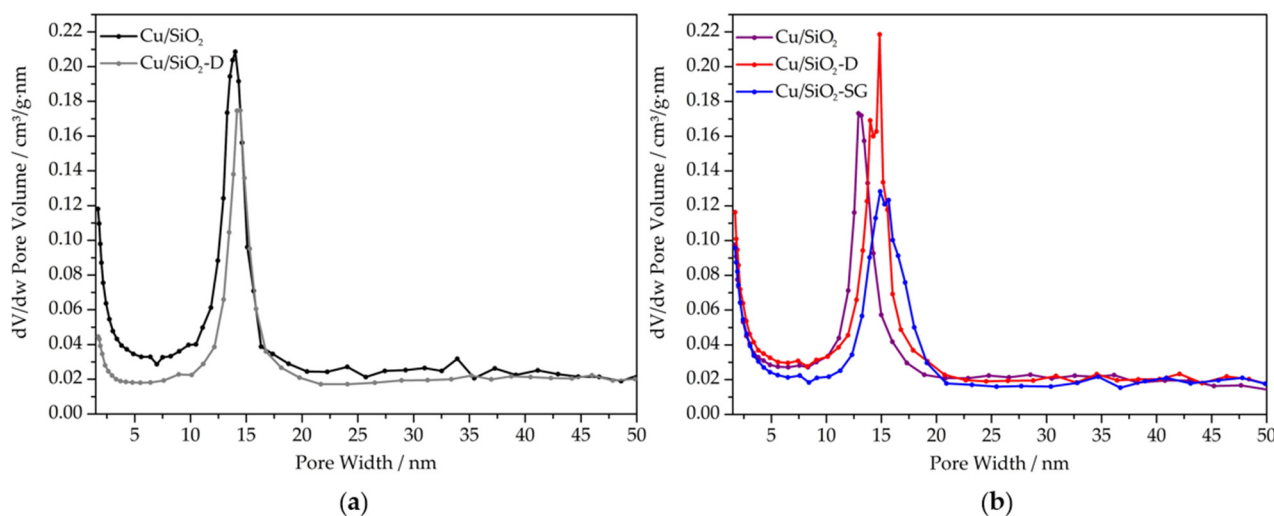 0.22
0.20
0.18
0.16
0.14
0.12
0.10
0.08
0.06
0.04
0.02
0.00
dV/dw Pore Volume / cm³/g·nm
Cu/SiO₂
Cu/SiO₂-D
5 10 15 20 25 30 35 40 45 50
Pore Width / nm
(a)
0.22
0.20
0.18
0.16
0.14
0.12
0.10
0.08
0.06
0.04
0.02
0.00
dV/dw Pore Volume / cm³/g·nm
Cu/SiO₂
Cu/SiO₂-D
Cu/SiO₂-SG
5 10 15 20 25 30 35 40 45 50
Pore Width / nm
(b)